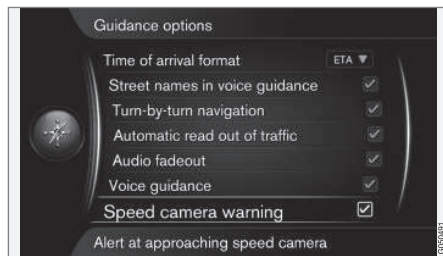 Guidance options
Time of arrival format ETA
Street names in voice guidance
Turn-by-turn navigation
Automatic read out of traffic
Audio fadeout
Voice guidance
Speed camera warning
Alert at approaching speed camera
G050491